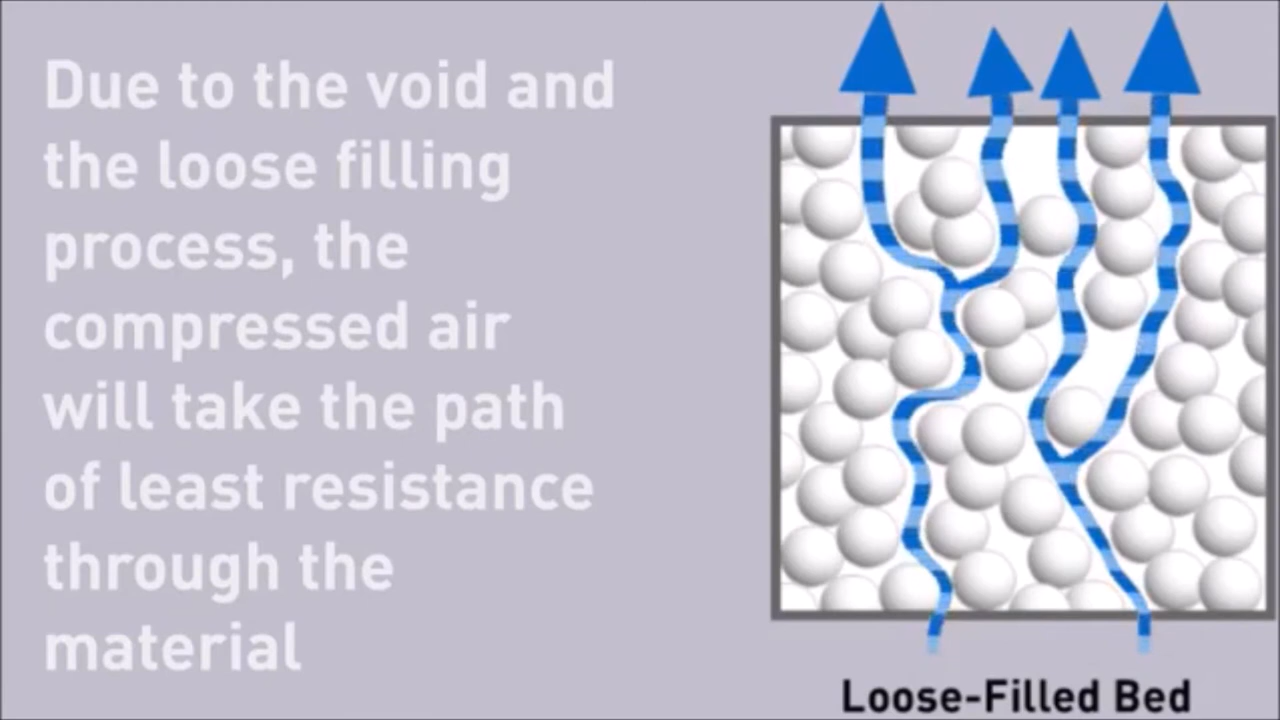 Due to the void and
the loose filling
process, the
compressed air
will take the path
of least resistance
through the
material
Loose-Filled Bed